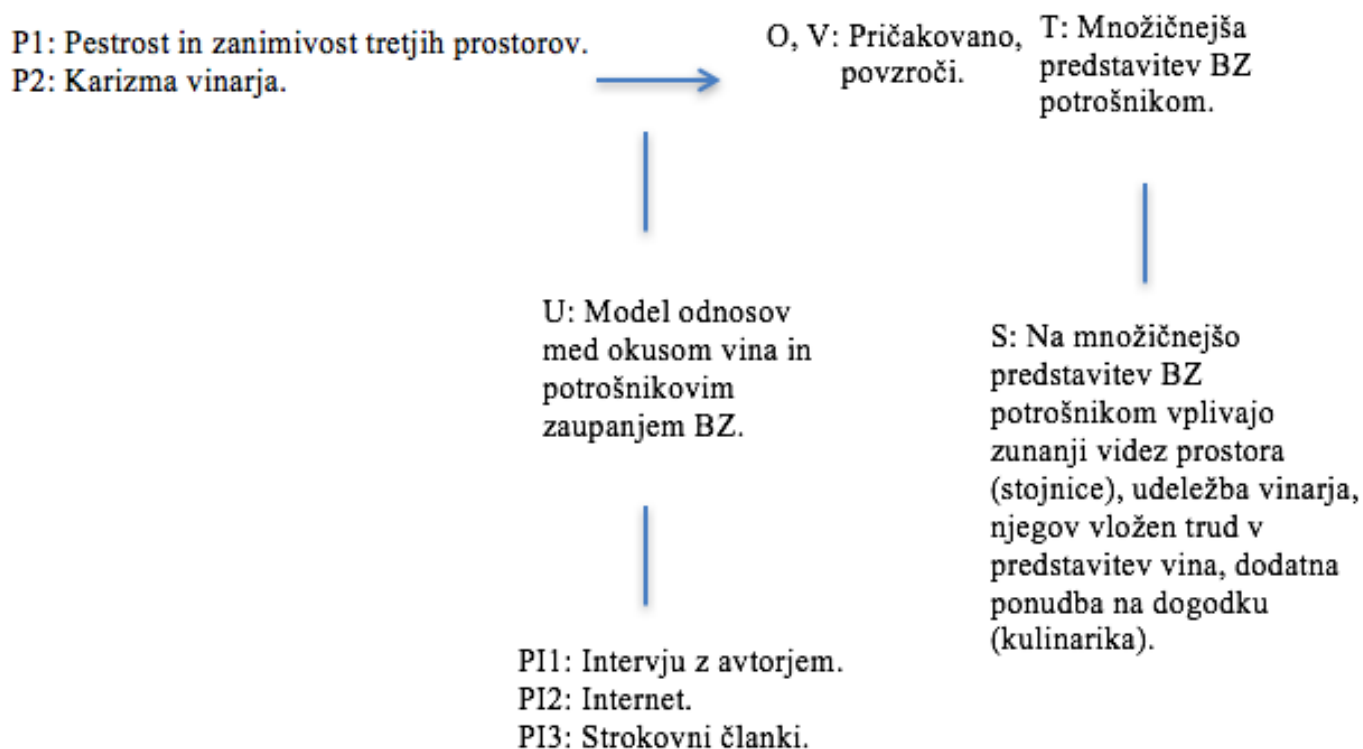 P1: Pestrost in zanimivost tretjih prostorov.
P2: Karizma vinarja.
O, V: Pričakovano,
povzroči.
T: Množičnejša
predstavitev BZ
potrošnikom.
U: Model odnosov
med okusom vina in
potrošnikovim
zaupanjem BZ.
S: Na množičnejšo
predstavitev BZ
potrošnikom vplivajo
zunanji videz prostora
(stojnice), udeležba vinarja,
njegov vložen trud v
predstavitev vina, dodatna
ponudba na dogodku
(kulinarika).
PI1: Intervju z avtorjem.
PI2: Internet.
PI3: Strokovni članki.